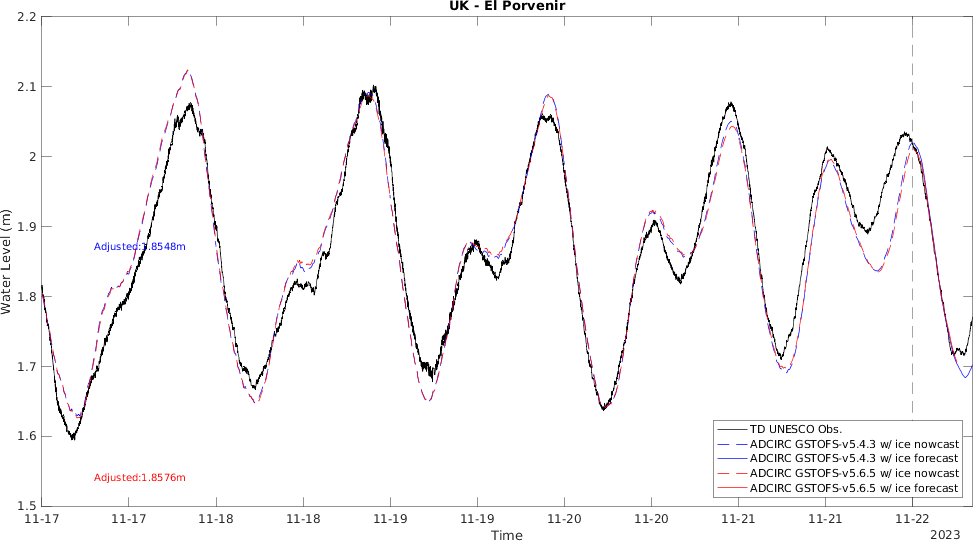 UK - El Porvenir
2.2
2.1
2
1.9
1.8
1.7
1.6
1.5
Water Level (m)
Adjusted:1.8548m
Adjusted:1.8576m
TD UNESCO Obs.
ADCIRC GSTOFS-v5.4.3 w/ ice nowcast
ADCIRC GSTOFS-v5.4.3 w/ ice forecast
ADCIRC GSTOFS-v5.6.5 w/ ice nowcast
ADCIRC GSTOFS-v5.6.5 w/ ice forecast
11-17 11-17 11-18 11-18 11-19 11-19 11-20 11-20 11-21 11-21 11-22
Time
2023